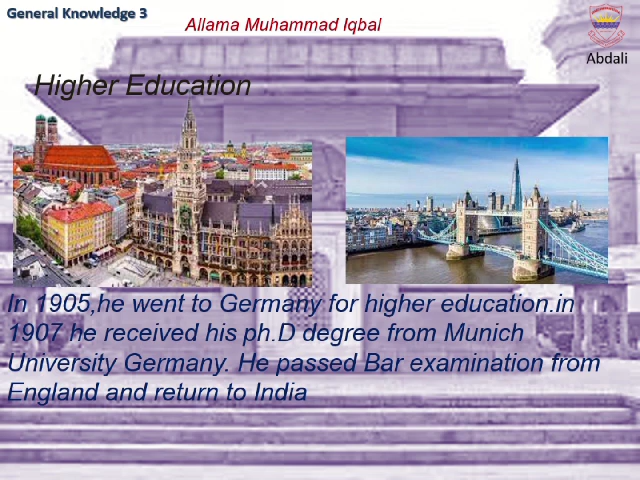 General Knowledge 3
Allama Muhammad Iqbal
Abdali
Higher Education
In 1905,he went to Germany for higher education.in
1907 he received his ph.D degree from Munich
University Germany. He passed Bar examination from
England and return to India